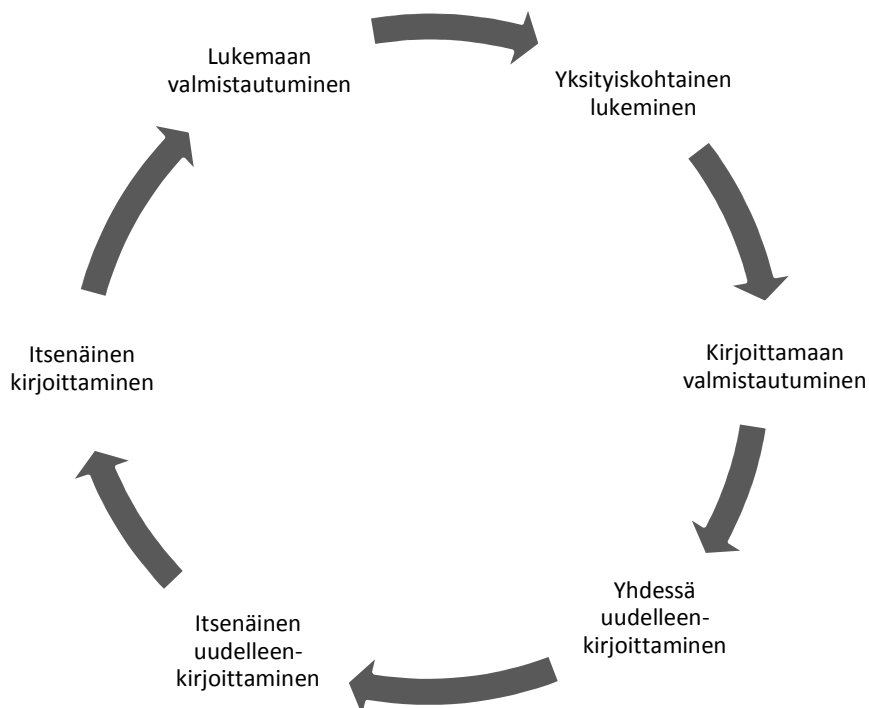 Lukemaan
valmistautuminen
Yksityiskohtainen
lukeminen
Kirjoittamaan
valmistautuminen
Yhdessä
uudelleen-
kirjoittaminen
Itsenäinen
uudelleen-
kirjoittaminen
Itsenäinen
kirjoittaminen